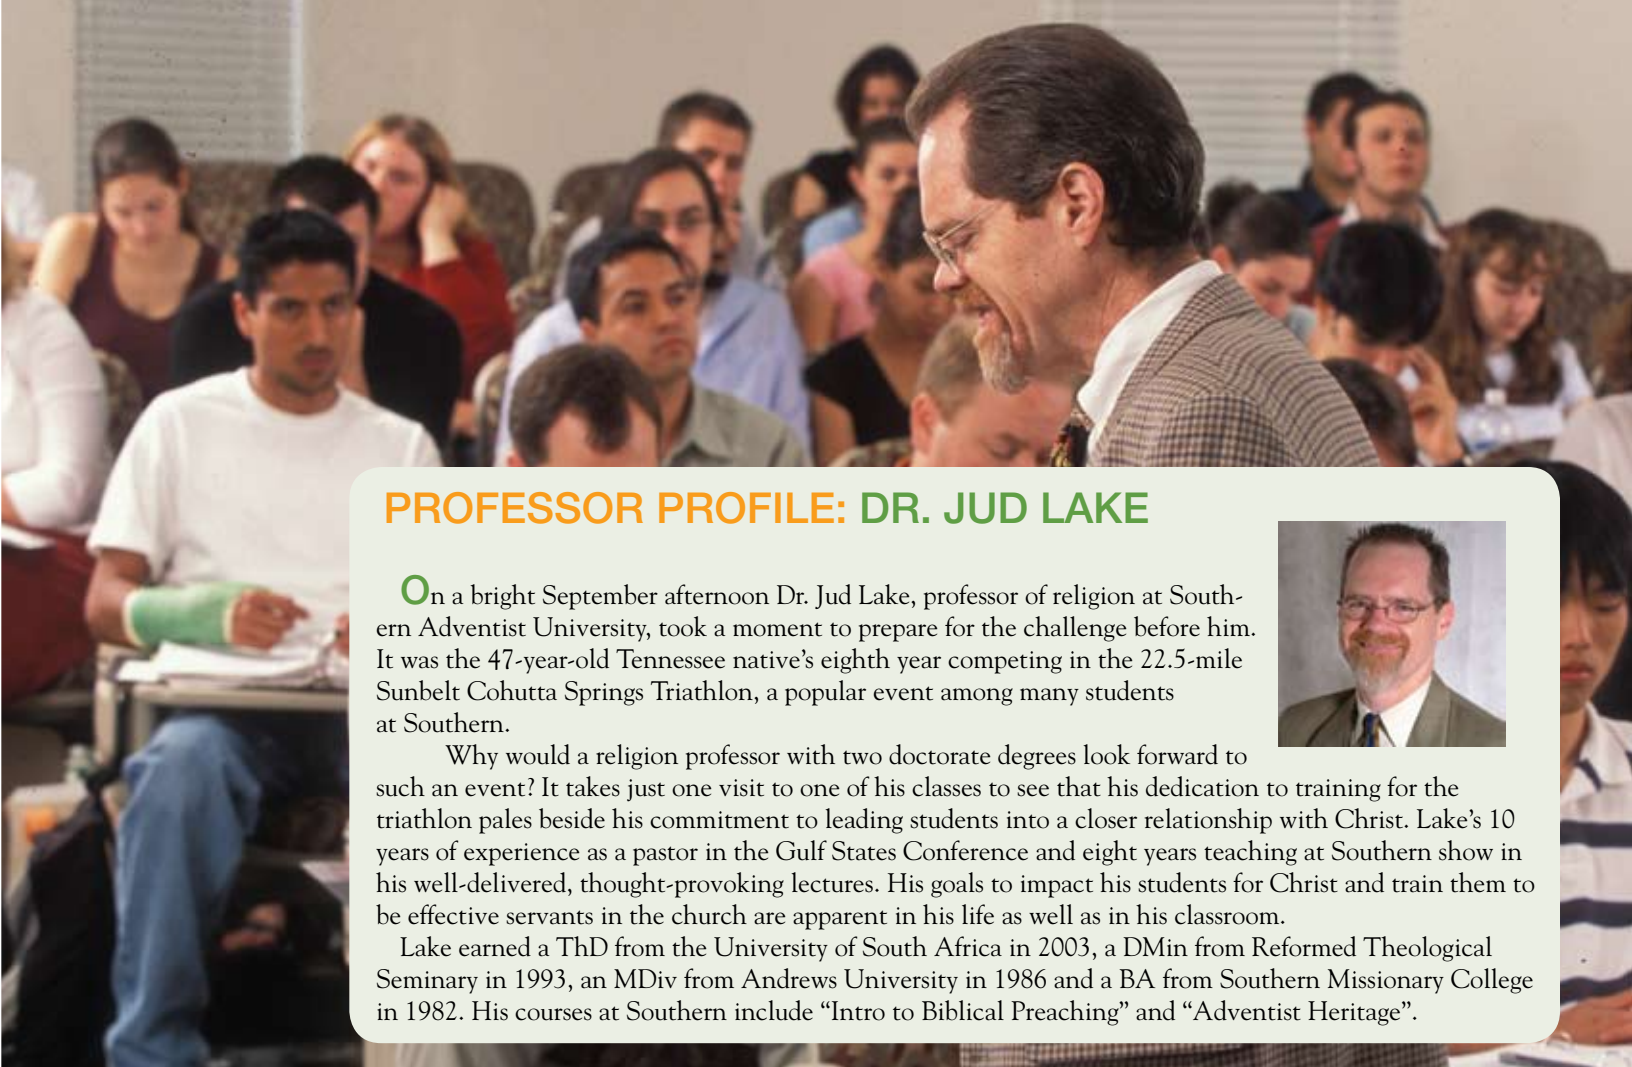 PROFESSOR PROFILE: DR. JUD LAKE
On a bright September afternoon Dr. Jud Lake, professor of religion at South-
ern Adventist University, took a moment to prepare for the challenge before him.
It was the 47-year-old Tennessee native's eighth year competing in the 22.5-mile
Sunbelt Cohutta Springs Triathlon, a popular event among many students
at Southern.
Why would a religion professor with two doctorate degrees look forward to
such an event? It takes just one visit to one of his classes to see that his dedication to training for the
triathlon pales beside his commitment to leading students into a closer relationship with Christ. Lake's 10
years of experience as a pastor in the Gulf States Conference and eight years teaching at Southern show in
his well-delivered, thought-provoking lectures. His goals to impact his students for Christ and train them to
be effective servants in the church are apparent in his life as well as in his classroom.
Lake earned a ThD from the University of South Africa in 2003, a DMin from Reformed Theological
Seminary in 1993, an MDiv from Andrews University in 1986 and a BA from Southern Missionary College
in 1982. His courses at Southern include “Intro to Biblical Preaching” and “Adventist Heritage”.